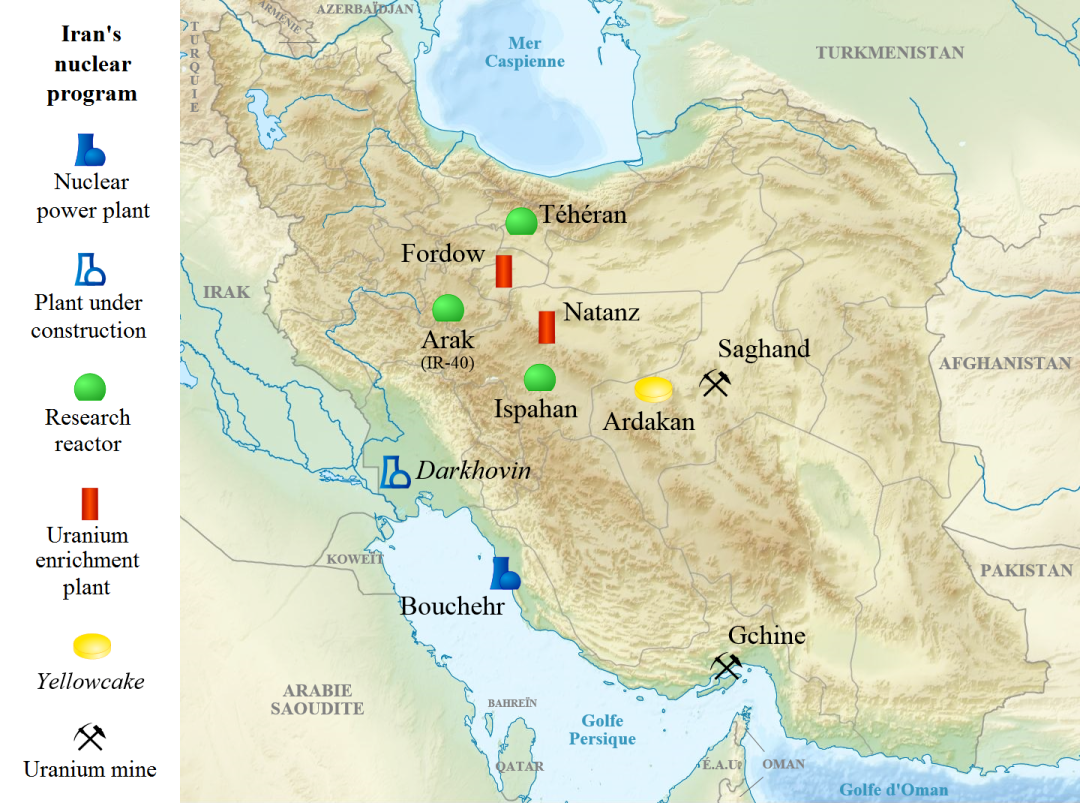 Iran's
nuclear
program
Nuclear
power plant
Plant under
construction
Research
reactor
Uranium
enrichment
plant
Yellowcake
Uranium mine
AZERBAÏDJAN
ARMÉNIE
TURQUIE
Mer
Caspienne
TURKMENISTAN
Téhéran
Fordow
IRAK
Natanz
Arak
(IR-40)
Saghand
AFGHANISTAN
Ispahan
Ardakan
Darkhovin
KOWEÏT
PAKISTAN
Bouchehr
Gchine
ARABIE
SAOUDITE
BAHREÏN
Golfe
Persique
QATAR
É.A.U.
OMAN
Golfe d'Oman